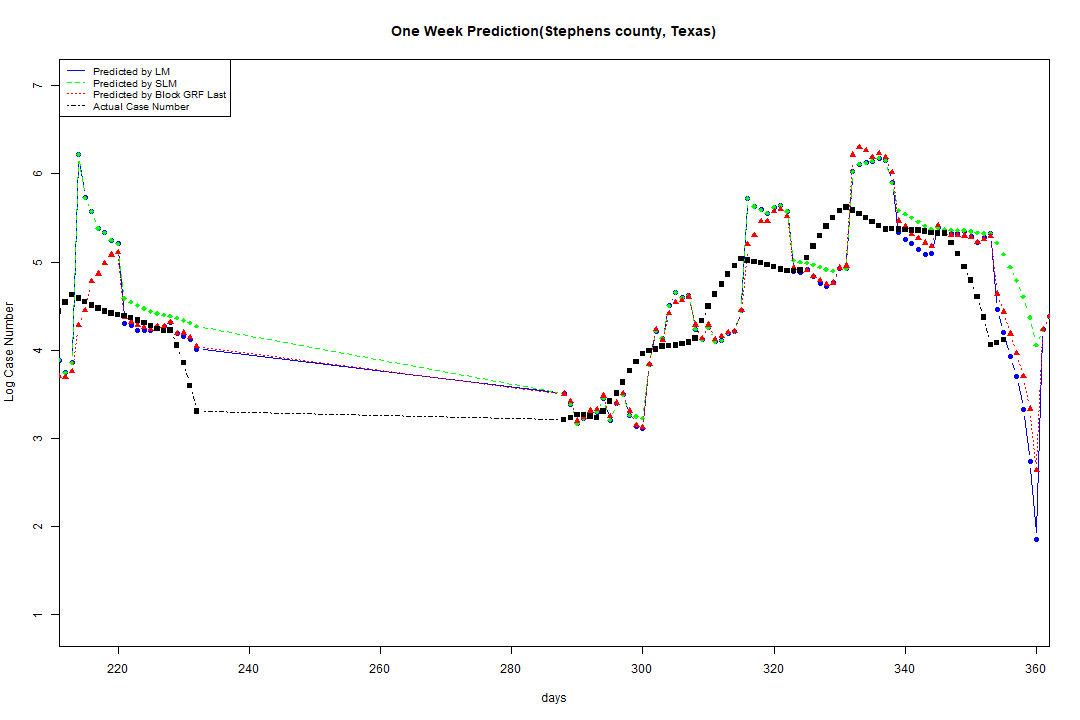 One Week Prediction(Stephens county, Texas)
Predicted by LM
Predicted by SLM
Predicted by Block GRF Last
Actual Case Number
7
6
5
4
3
2
1
Log Case Number
220 240 260 280 300 320 340 360
days